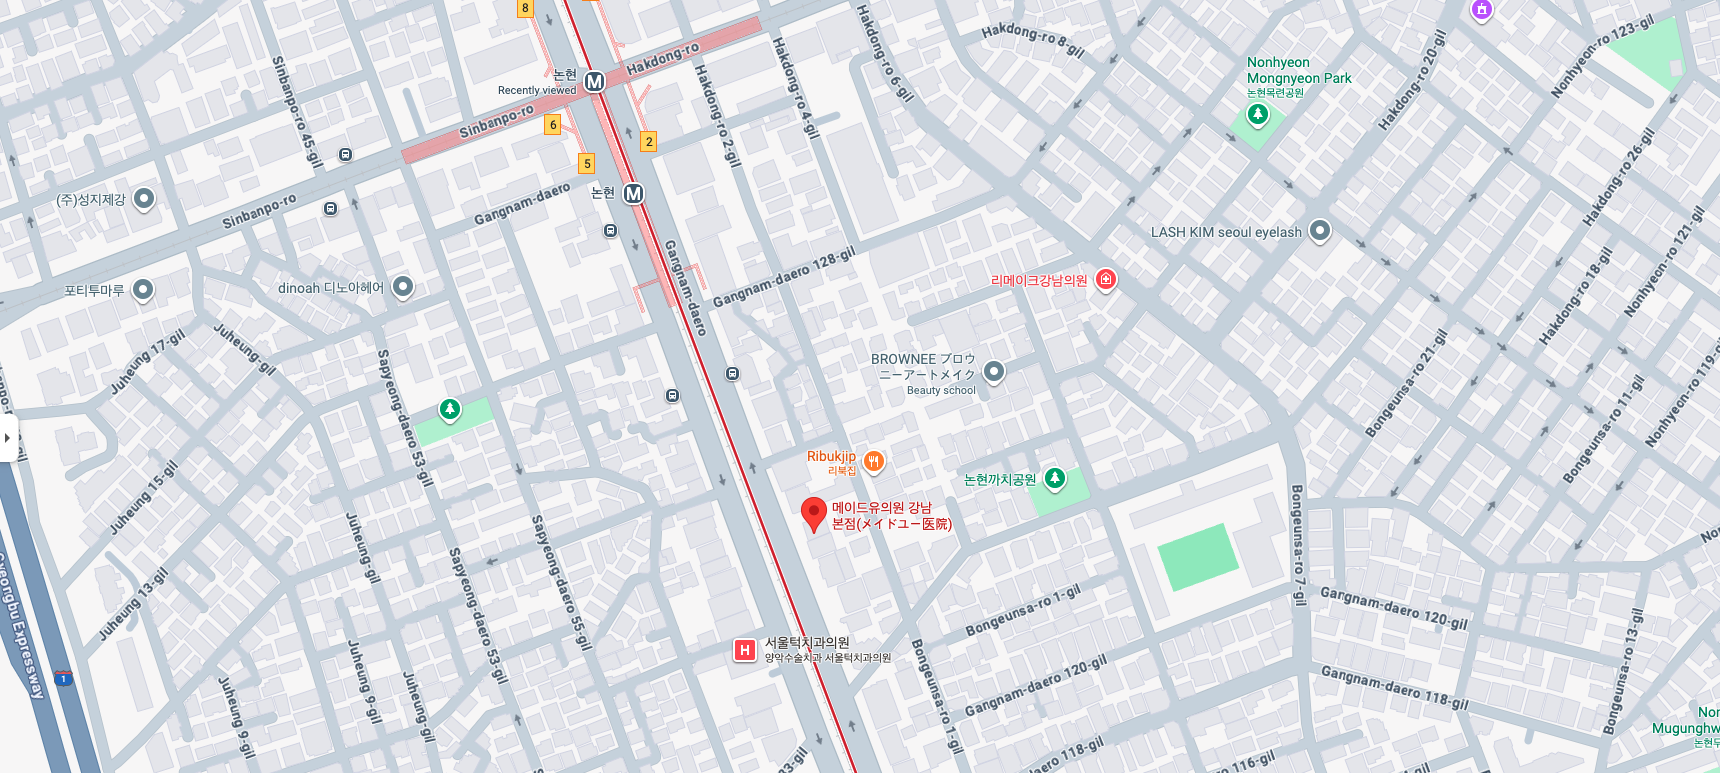 8
논현
Recently viewed
Hakdong-ro
Sinbanpo-ro
6
5
2
논현
Sinbanpo-ro 45-gil
(주)성지제강
Sinbanpo-ro
Gangnam-daero
포티투마루
dinoah 디노아헤어
Gangnam-daero
Gangnam-daero 128-gil
Hakdong-ro 2-gil
Hakdong-ro 4-gil
Hakdong-ro 6-gil
Hakdong-ro 8-gil
Nonhyeon
Mongnyeon Park
논현목련공원
Hakdong-ro 20-gil
Nonhyeon-ro 123-gil
Hakdong-ro 26-gil
LASH KIM seoul eyelash
리메이크강남의원
Nonhyeon-ro 121-gil
Hakdong-ro 18-gil
Juheung 17-gil
Juheung-gil
Sapyeong-daero 53-gil
BROWNEE ブロウ
ニーアートメイク
Beauty school
Bongeunsa-ro 21-gil
Bongeunsa-ro 11-gil
Nonhyeon-ro 119-gil
Ribukjip
리북집
논현까치공원
메이드유의원 강남
본점(メイドユー医院)
Juheung 15-gil
Juheung 13-gil
Juheung-gil
Sapyeong-daero 53-gil
Sapyeong-daero 55-gil
Bongeunsa-ro 7-gil
Gyeongbu Expressway
1
Juheung 9-gil
Juheung 9-gil
Juheung-gil
H
서울턱치과의원
양악수술치과 서울턱치과의원
Bongeunsa-ro 1-gil
Gangnam-daero 120-gil
Bongeunsa-ro 1-gil
Gangnam-daero 120-gil
Gangnam-daero 118-gil
Bongeunsa-ro 13-gil
118-gil
116-gil